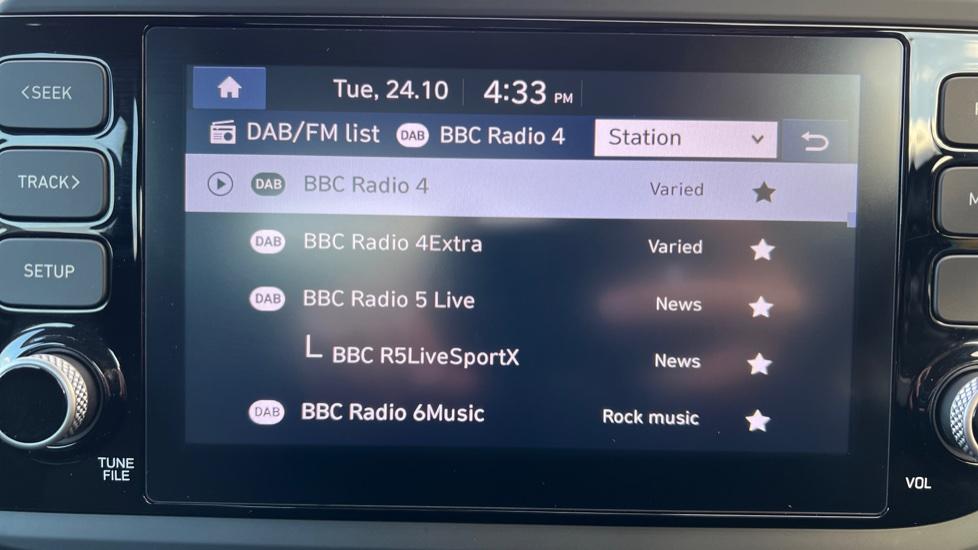 <SEEK
TRACK>
SETUP
TUNE
FILE
Tue, 24.10 4:33 PM
DAB/FM list DAB BBC Radio 4 Station
DAB BBC Radio 4 Varied
DAB BBC Radio 4Extra Varied
DAB BBC Radio 5 Live News
BBC R5LiveSportX News
DAB BBC Radio 6Music Rock music
M
VOL